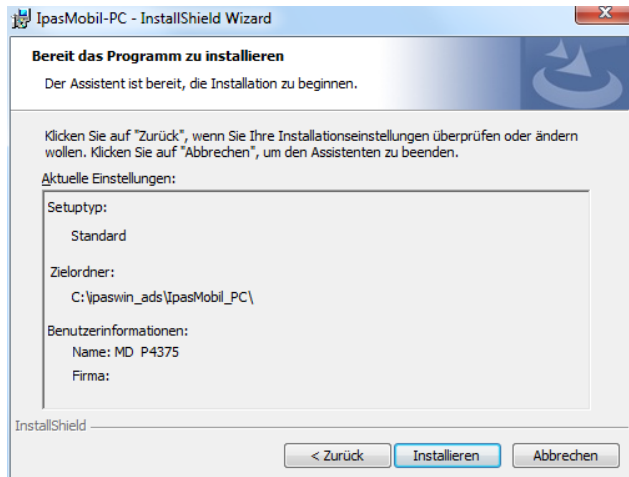 IpasMobil-PC - InstallShield Wizard
Bereit das Programm zu installieren
Der Assistent ist bereit, die Installation zu beginnen.
Klicken Sie auf "Zurück", wenn Sie Ihre Installationseinstellungen überprüfen oder ändern
wollen. Klicken Sie auf "Abbrechen", um den Assistenten zu beenden.
Aktuelle Einstellungen:
Setuptyp:
Standard
Zielordner:
C:\ipaswin_ads\IpasMobil_PC\
Benutzerinformationen:
Name: MD P4375
Firma:
InstallShield
< Zurück Installieren Abbrechen